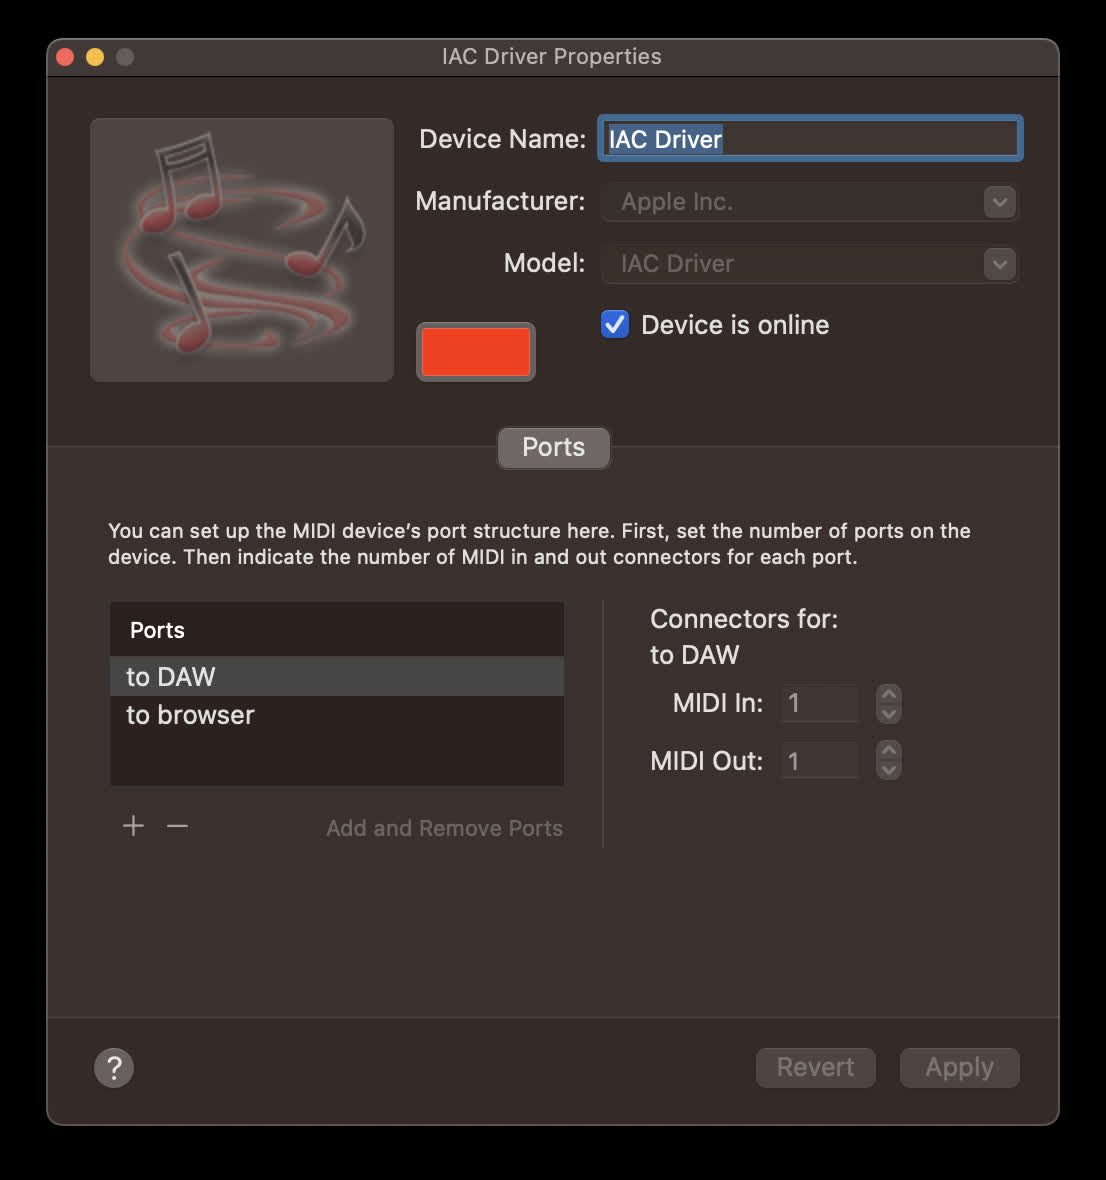 IAC Driver Properties
Device Name: IAC Driver
Manufacturer: Apple Inc.
Model: IAC Driver
Device is online
Ports
You can set up the MIDI device’s port structure here. First, set the number of ports on the
device. Then indicate the number of MIDI in and out connectors for each port.
Ports
to DAW
to browser
Add and Remove Ports
Connectors for:
to DAW
MIDI In: 1
MIDI Out: 1
?
Revert
Apply